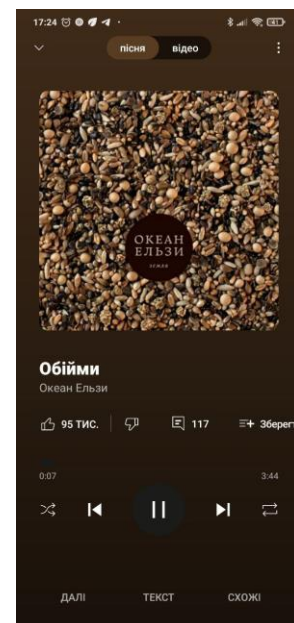 17:24
пісня відео
ОКЕАН
ЕЛЬЗИ
ЗЕМЛЯ
Обійми
Океан Ельзи
95 ТИС. 117 Зберег
0:07 3:44
ДАЛІ ТЕКСТ СХОЖІ